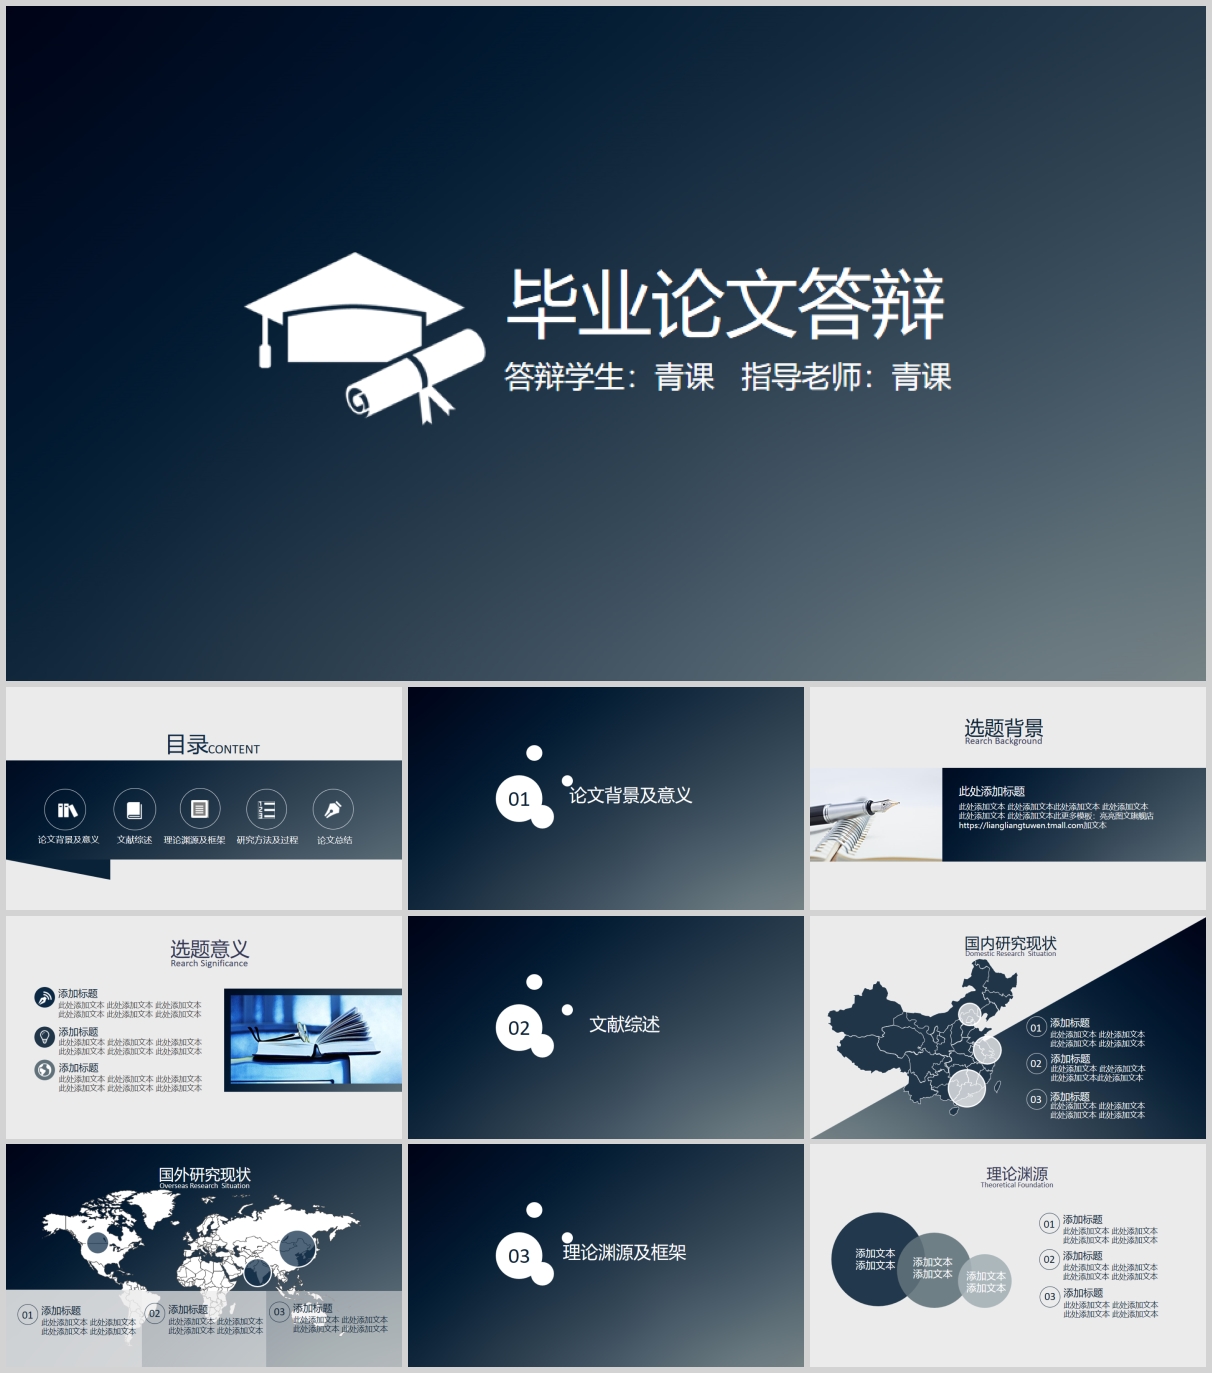 毕业论文答辩
答辩学生：青课 指导老师：青课
目录CONTENT
论文背景及意义
文献综述
理论渊源及框架
研究方法及过程
论文总结
01
论文背景及意义
选题背景
Rearch Background
此处添加标题
此处添加文本 此处添加文本此处添加文本 此处添加文本
此处添加文本 此处添加文本此更多模板：亮亮图文旗舰店
https://liangliangtuwen.tmall.com加文本
选题意义
Rearch Significance
添加标题
此处添加文本 此处添加文本 此处添加文本
此处添加文本 此处添加文本 此处添加文本
添加标题
此处添加文本 此处添加文本 此处添加文本
此处添加文本 此处添加文本 此处添加文本
添加标题
此处添加文本 此处添加文本 此处添加文本
此处添加文本 此处添加文本 此处添加文本
02
文献综述
国内研究现状
Domestic Research Situation
01
添加标题
此处添加文本 此处添加文本
此处添加文本 此处添加文本
02
添加标题
此处添加文本 此处添加文本
此处添加文本此处添加文本
03
添加标题
此处添加文本 此处添加文本
此处添加文本 此处添加文本
国外研究现状
Overseas Research Situation
01
添加标题
此处添加文本 此处添加文本
此处添加文本 此处添加文本
02
添加标题
此处添加文本 此处添加文本
此处添加文本 此处添加文本
03
添加标题
此处添加文本 此处添加文本
此处添加文本 此处添加文本
03
理论渊源及框架
理论渊源
Theoretical Foundation
添加文本
添加文本
添加文本
添加文本
添加文本
添加文本
01
添加标题
此处添加文本 此处添加文本
此处添加文本 此处添加文本
02
添加标题
此处添加文本 此处添加文本
此处添加文本 此处添加文本
03
添加标题
此处添加文本 此处添加文本
此处添加文本 此处添加文本